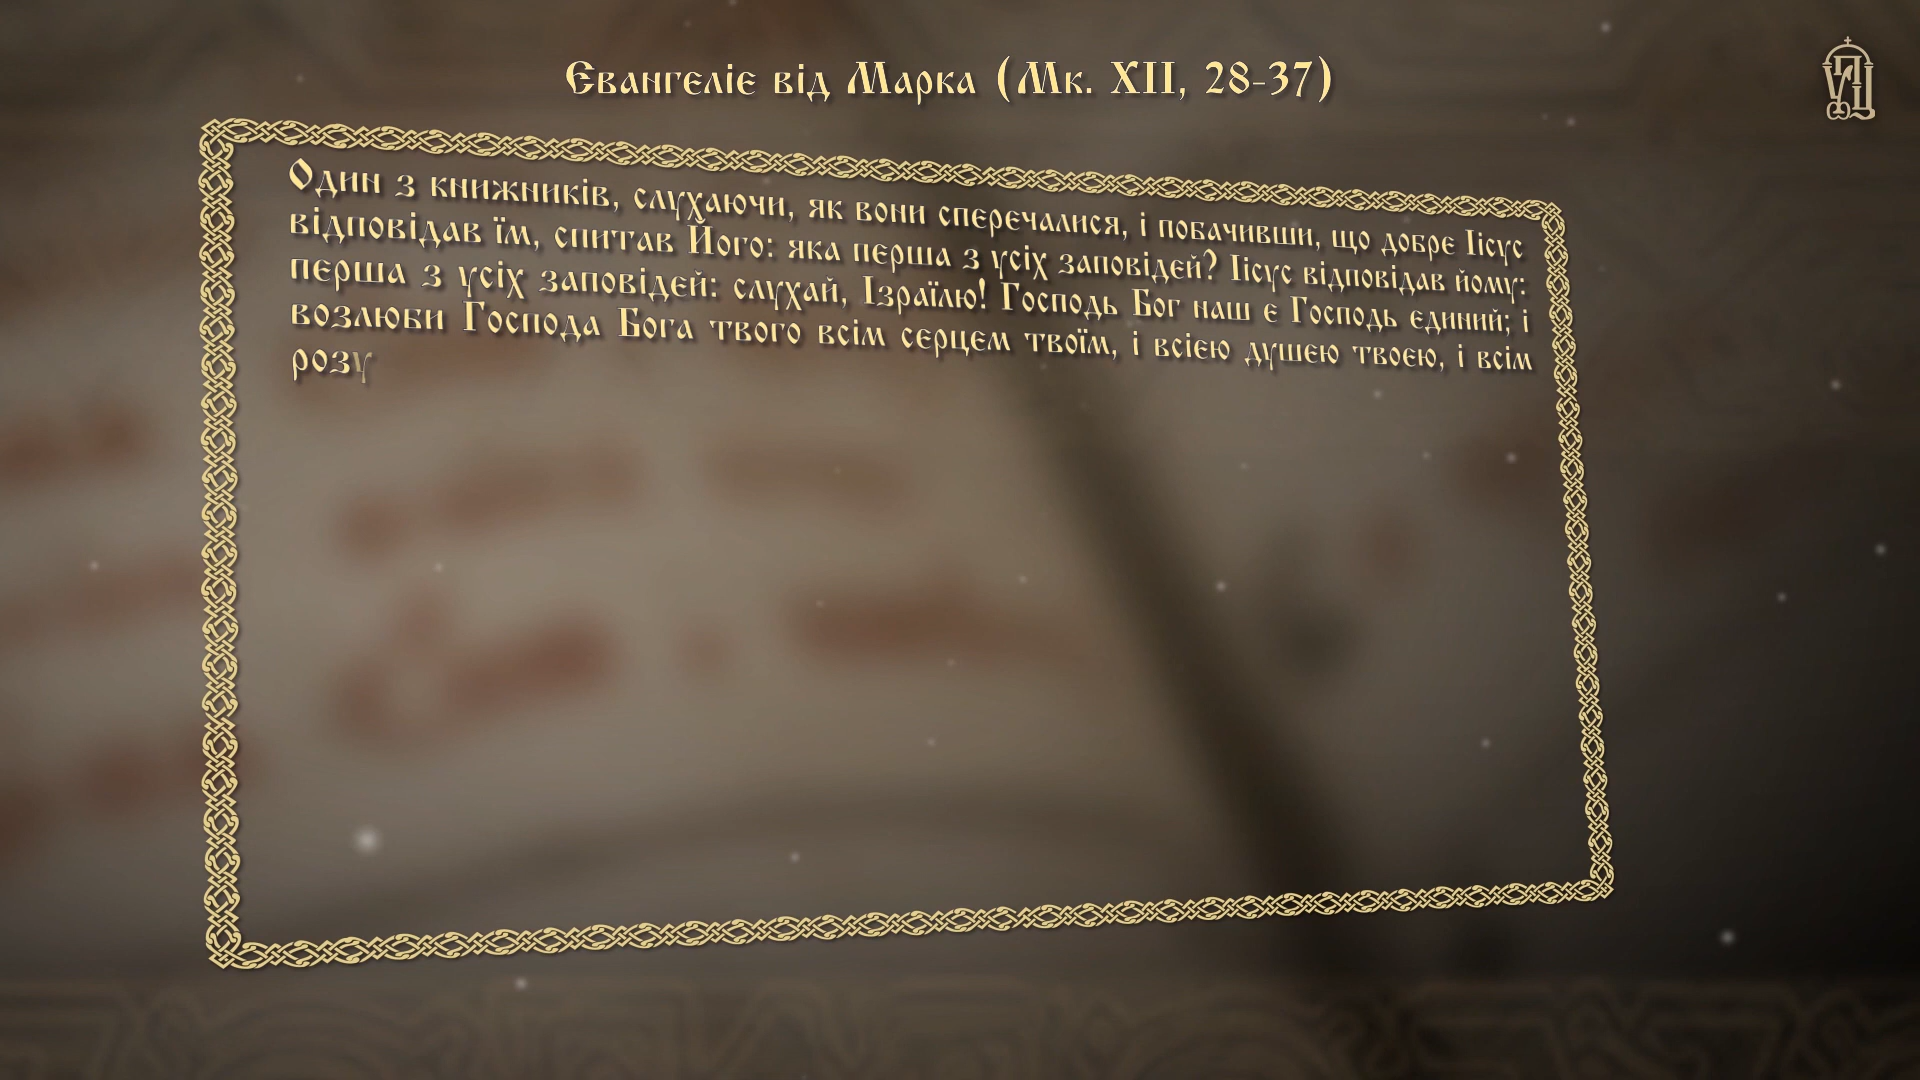 Євангеліє від Марка (Мк. XII, 28-37)
Один з книжників, слухаючи, як вони сперечалися, і побачивши, що добре Іісус
відповідав їм, спитав Його: яка перша з усіх заповідей? Іісус відповідав йому:
перша з усіх заповідей: слухай, Ізраїлю! Господь Бог наш є Господь єдиний; і
возлюби Господа Бога твого всім серцем твоїм, і всією душею твоєю, і всім
розу